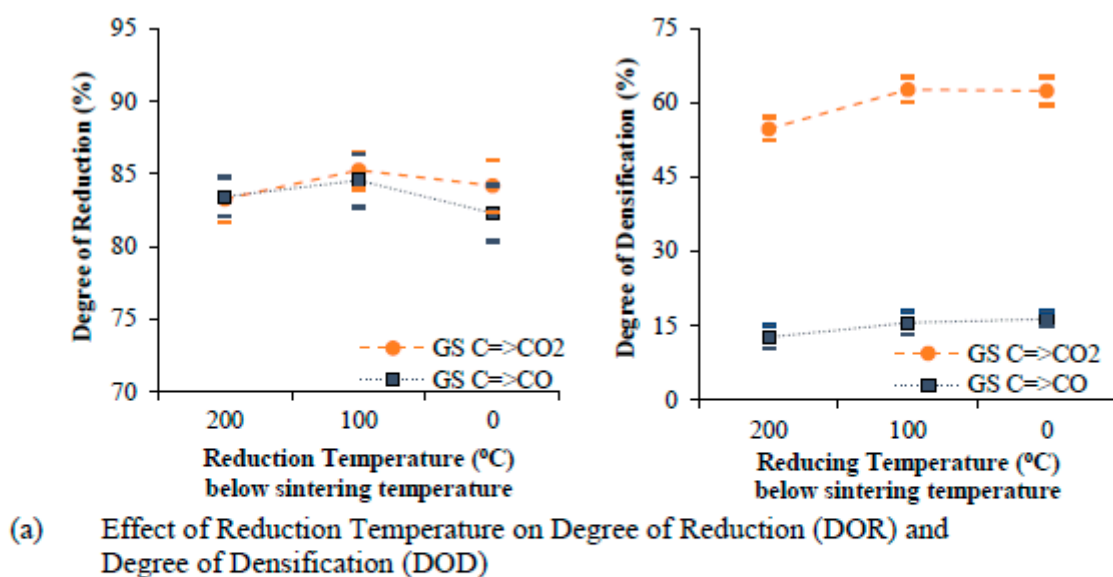 95
90
85
80
75
70
Degree of Reduction (%)
GS C=>CO2
GS C=>CO
200 100 0
Reduction Temperature (⁰C)
below sintering temperature
75
60
45
30
15
0
Degree of Densification (%)
GS C=>CO2
GS C=>CO
200 100 0
Reducing Temperature (⁰C)
below sintering temperature
(a) Effect of Reduction Temperature on Degree of Reduction (DOR) and
Degree of Densification (DOD)